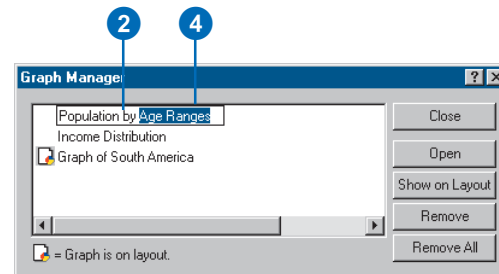 2 4
Graph Manager
Population by Age Ranges
Income Distribution
Graph of South America
= Graph is on layout.
Close
Open
Show on Layout
Remove
Remove All